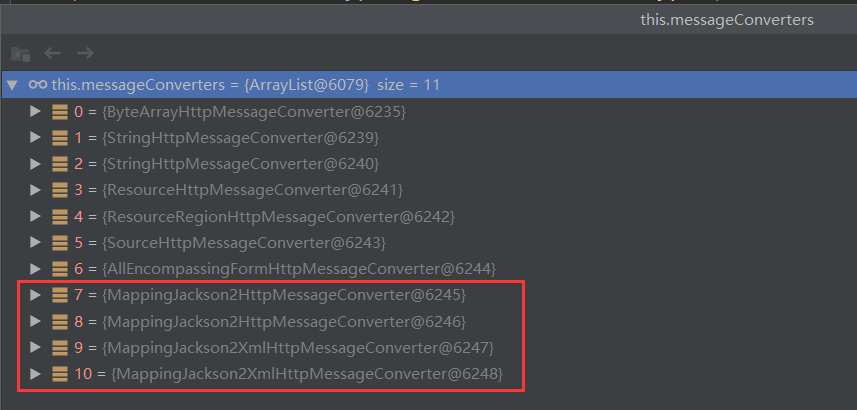 this.messageConverters
this.messageConverters = {ArrayList@6079} size = 11
0 = {ByteArrayHttpMessageConverter@6235}
1 = {StringHttpMessageConverter@6239}
2 = {StringHttpMessageConverter@6240}
3 = {ResourceHttpMessageConverter@6241}
4 = {ResourceRegionHttpMessageConverter@6242}
5 = {SourceHttpMessageConverter@6243}
6 = {AllEncompassingFormHttpMessageConverter@6244}
7 = {MappingJackson2HttpMessageConverter@6245}
8 = {MappingJackson2HttpMessageConverter@6246}
9 = {MappingJackson2XmlHttpMessageConverter@6247}
10 = {MappingJackson2XmlHttpMessageConverter@6248}